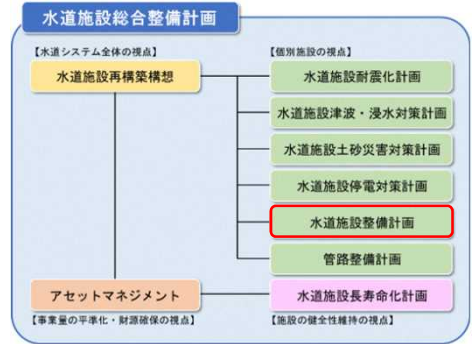 水道施設総合整備計画
【水道システム全体の視点】
【個別施設の視点】
水道施設再構築構想
水道施設耐震化計画
水道施設津波・浸水対策計画
水道施設土砂災害対策計画
水道施設停電対策計画
水道施設整備計画
管路整備計画
アセットマネジメント
水道施設長寿命化計画
【事業量の平準化・財源確保の視点】
【施設の健全性維持の視点】